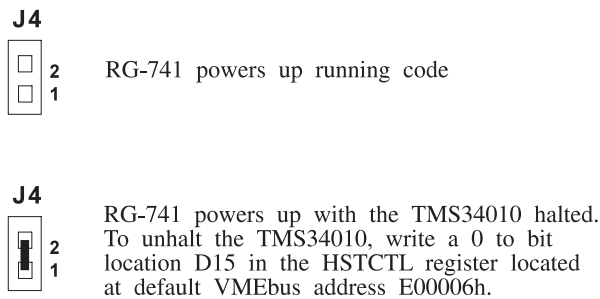 J4
2
1
RG-741 powers up running code
J4
2
1
RG-741 powers up with the TMS34010 halted.
To unhalt the TMS34010, write a 0 to bit
location D15 in the HSTCTL register located
at default VMEbus address E00006h.